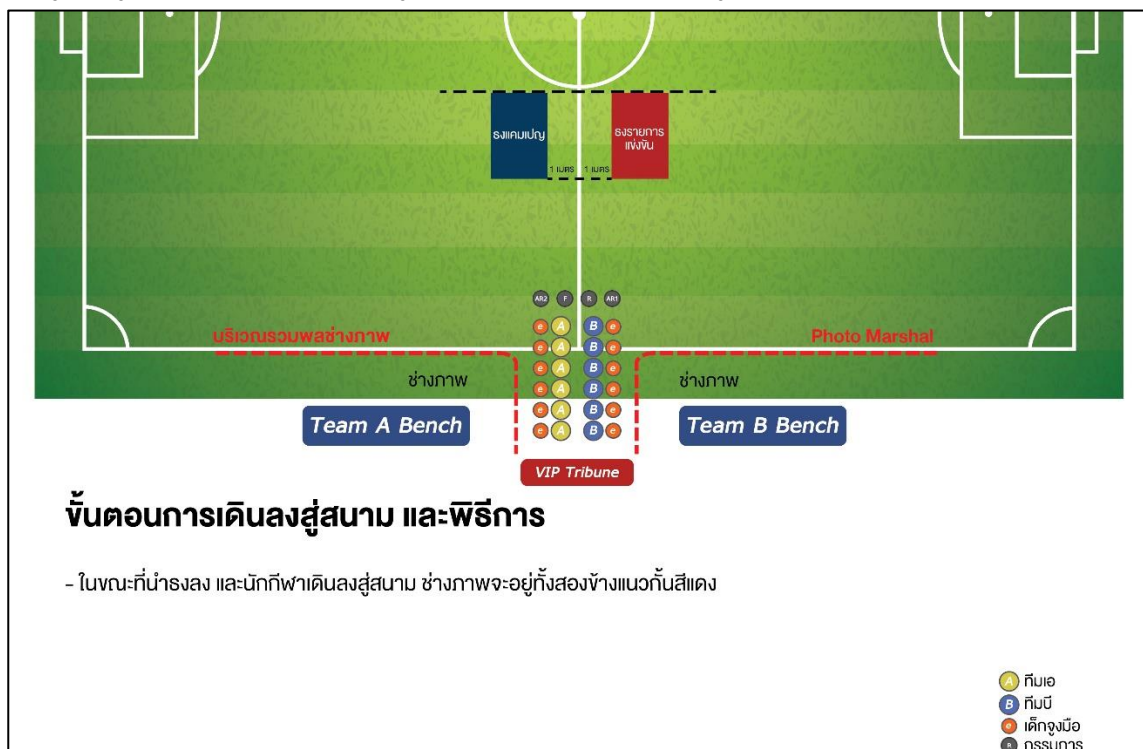 ธงแคมเปญ
ธงรายการ
แข่งขัน
1 เมตร 1 เมตร
AR2 F R AR1
บริเวณรวมพลช่างภาพ
Photo Marshal
e A B e
e A B e
e A B e
e A B e
e A B e
e A B e
ช่างภาพ
ช่างภาพ
Team A Bench
Team B Bench
VIP Tribune
ขั้นตอนการเดินลงสู่สนาม และพิธีการ
- ในขณะที่นำธงลง และนักกีฬาเดินลงสู่สนาม ช่างภาพจะอยู่ทั้งสองข้างแนวกั้นสีแดง
A ทีมเอ
B ทีมบี
e เด็กจูงมือ
R กรรมการ